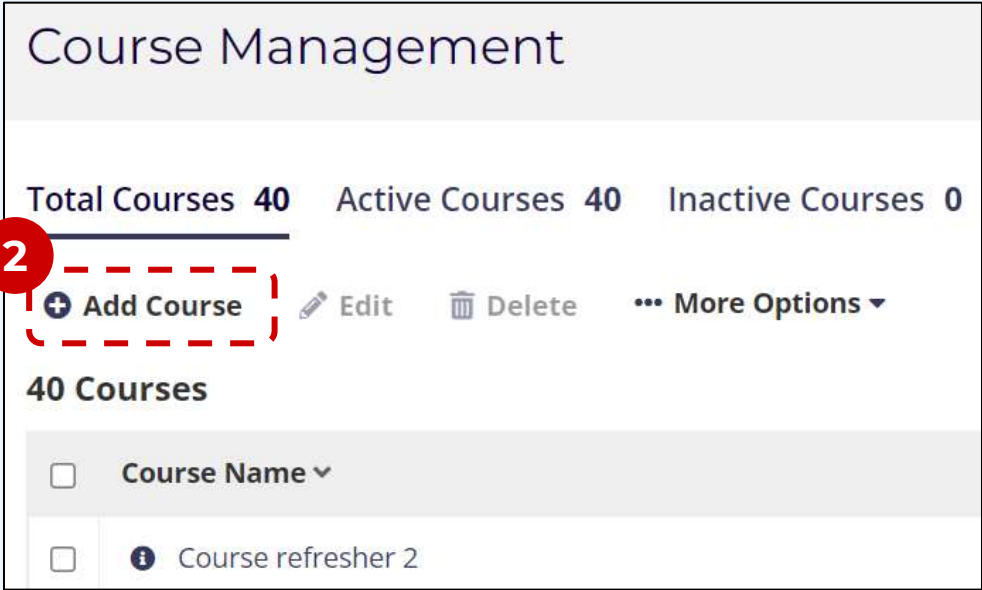 Course Management
Total Courses 40 Active Courses 40 Inactive Courses 0
2
Add Course Edit Delete ••• More Options
40 Courses
Course Name
Course refresher 2